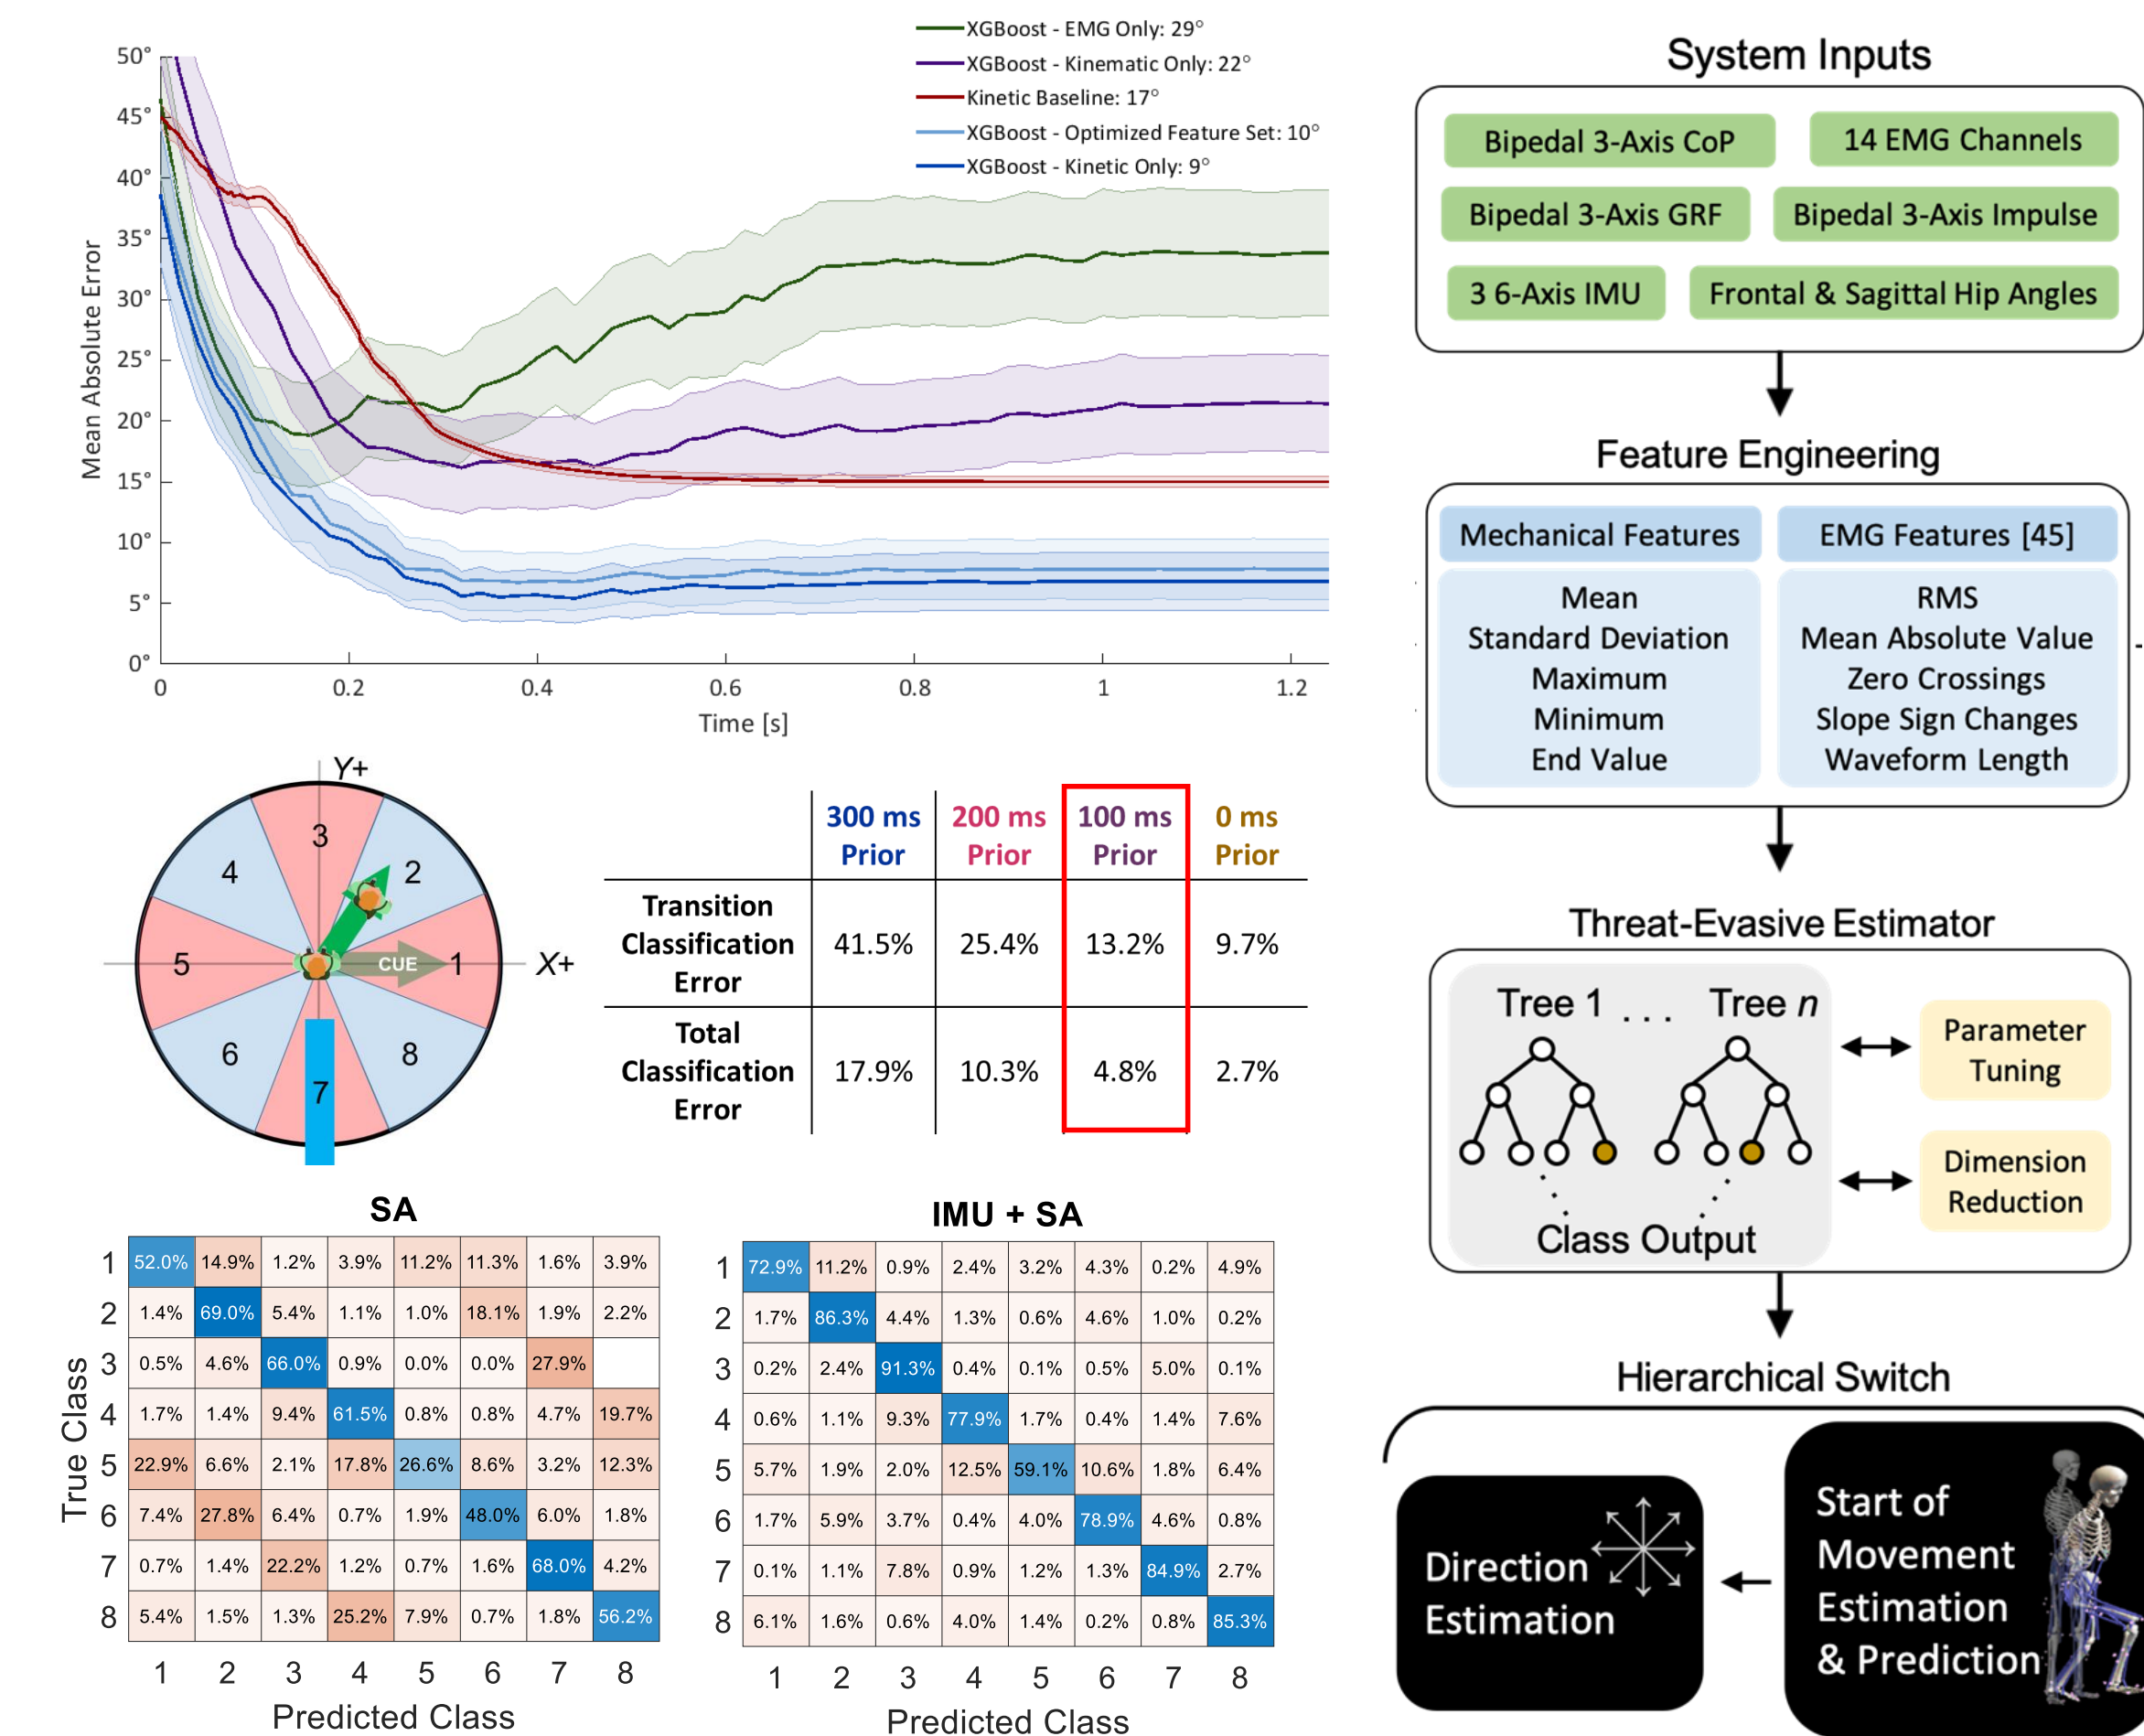 XGBoost - EMG Only: 29°
XGBoost - Kinematic Only: 22°
Kinetic Baseline: 17°
XGBoost - Optimized Feature Set: 10°
XGBoost - Kinetic Only: 9°
50°
45°
40°
35°
30°
25°
20°
15°
10°
5°
0°
Mean Absolute Error
0 0.2 0.4 0.6 0.8 1 1.2
Time [s]
Y+
X+
3
4
2
5
CUE
1
6
8
7
300 ms Prior
200 ms Prior
100 ms Prior
0 ms Prior
Transition
Classification
Error
41.5% 25.4% 13.2% 9.7%
Total
Classification
Error
17.9% 10.3% 4.8% 2.7%
SA
True Class
1 52.0% 14.9% 1.2% 3.9% 11.2% 11.3% 1.6% 3.9%
2 1.4% 69.0% 5.4% 1.1% 1.0% 18.1% 1.9% 2.2%
3 0.5% 4.6% 66.0% 0.9% 0.0% 0.0% 27.9%
4 1.7% 1.4% 9.4% 61.5% 0.8% 0.8% 4.7% 19.7%
5 22.9% 6.6% 2.1% 17.8% 26.6% 8.6% 3.2% 12.3%
6 7.4% 27.8% 6.4% 0.7% 1.9% 48.0% 6.0% 1.8%
7 0.7% 1.4% 22.2% 1.2% 0.7% 1.6% 68.0% 4.2%
8 5.4% 1.5% 1.3% 25.2% 7.9% 0.7% 1.8% 56.2%
1 2 3 4 5 6 7 8
Predicted Class
IMU + SA
1 72.9% 11.2% 0.9% 2.4% 3.2% 4.3% 0.2% 4.9%
2 1.7% 86.3% 4.4% 1.3% 0.6% 4.6% 1.0% 0.2%
3 0.2% 2.4% 91.3% 0.4% 0.1% 0.5% 5.0% 0.1%
4 0.6% 1.1% 9.3% 77.9% 1.7% 0.4% 1.4% 7.6%
5 5.7% 1.9% 2.0% 12.5% 59.1% 10.6% 1.8% 6.4%
6 1.7% 5.9% 3.7% 0.4% 4.0% 78.9% 4.6% 0.8%
7 0.1% 1.1% 7.8% 0.9% 1.2% 1.3% 84.9% 2.7%
8 6.1% 1.6% 0.6% 4.0% 1.4% 0.2% 0.8% 85.3%
1 2 3 4 5 6 7 8
Predicted Class
System Inputs
Bipedal 3-Axis CoP
14 EMG Channels
Bipedal 3-Axis GRF
Bipedal 3-Axis Impulse
3 6-Axis IMU
Frontal & Sagittal Hip Angles
Feature Engineering
Mechanical Features
Mean
Standard Deviation
Maximum
Minimum
End Value
EMG Features [45]
RMS
Mean Absolute Value
Zero Crossings
Slope Sign Changes
Waveform Length
Threat-Evasive Estimator
Tree 1 . . . Tree n
Class Output
Parameter
Tuning
Dimension
Reduction
Hierarchical Switch
Direction
Estimation
Start of
Movement
Estimation
& Prediction